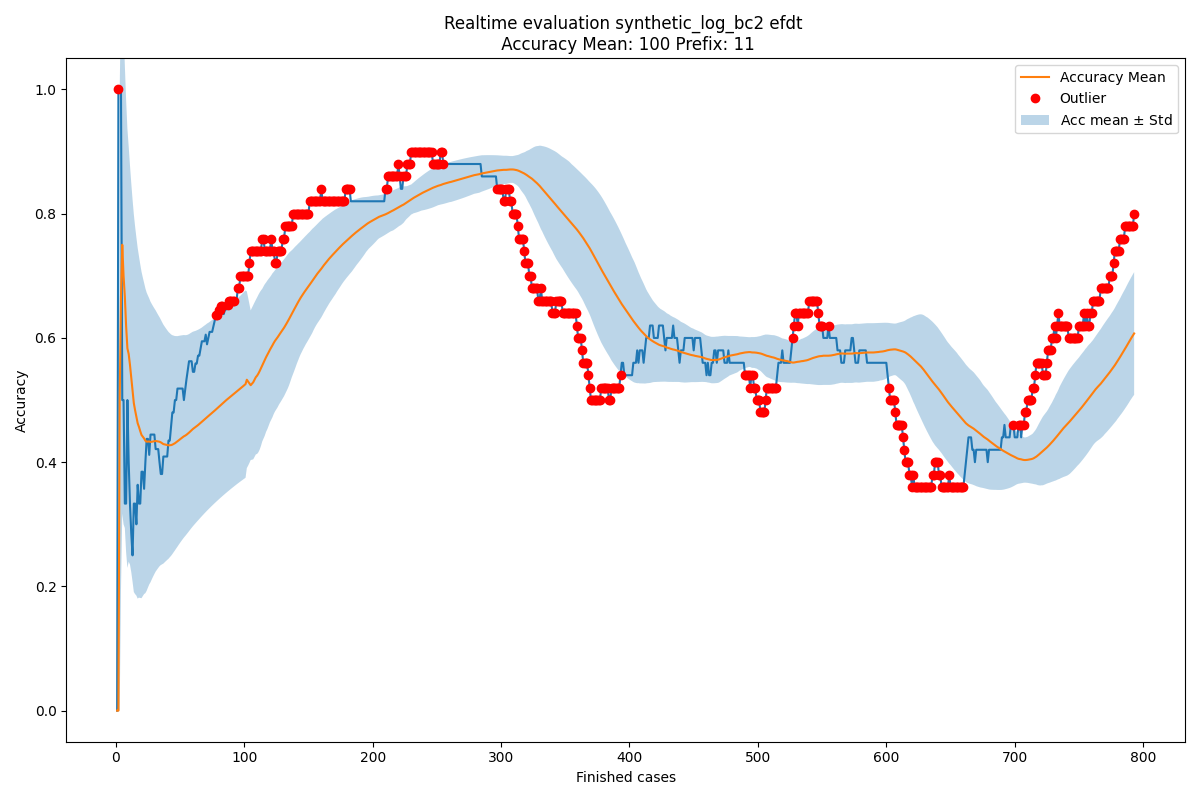 Realtime evaluation synthetic_log_bc2 efdt
Accuracy Mean: 100 Prefix: 11
Accuracy Mean
Outlier
Acc mean ± Std
Accuracy
1.0
0.8
0.6
0.4
0.2
0.0
0 100 200 300 400 500 600 700 800
Finished cases